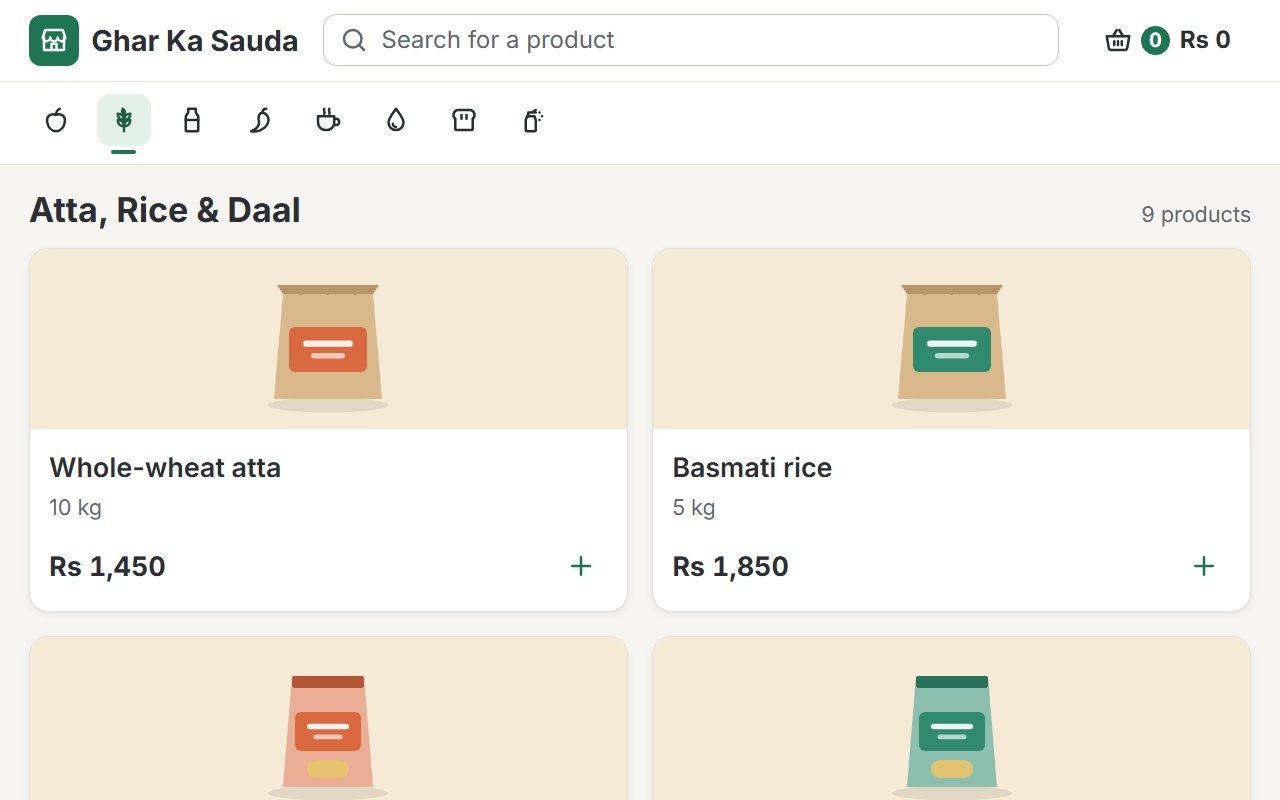 Ghar Ka Sauda
Search for a product
0 Rs 0
Atta, Rice & Daal
9 products
Whole-wheat atta
10 kg
Rs 1,450
Basmati rice
5 kg
Rs 1,850